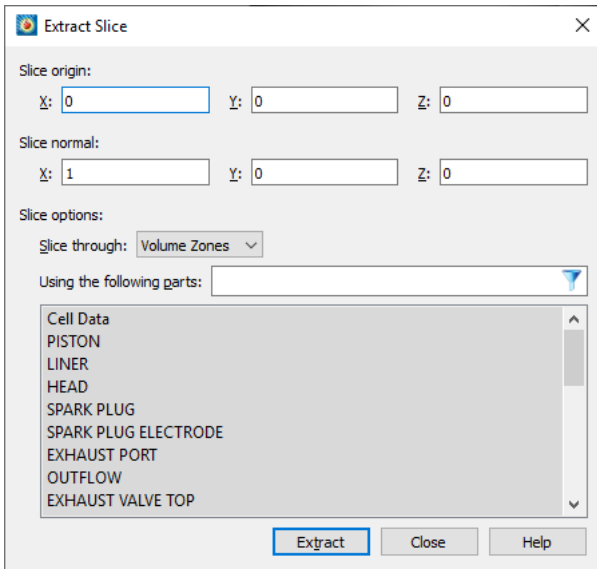 Extract Slice
Slice origin:
X: 0 Y: 0 Z: 0
Slice normal:
X: 1 Y: 0 Z: 0
Slice options:
Slice through: Volume Zones
Using the following parts:
Cell Data
PISTON
LINER
HEAD
SPARK PLUG
SPARK PLUG ELECTRODE
EXHAUST PORT
OUTFLOW
EXHAUST VALVE TOP
Extract Close Help